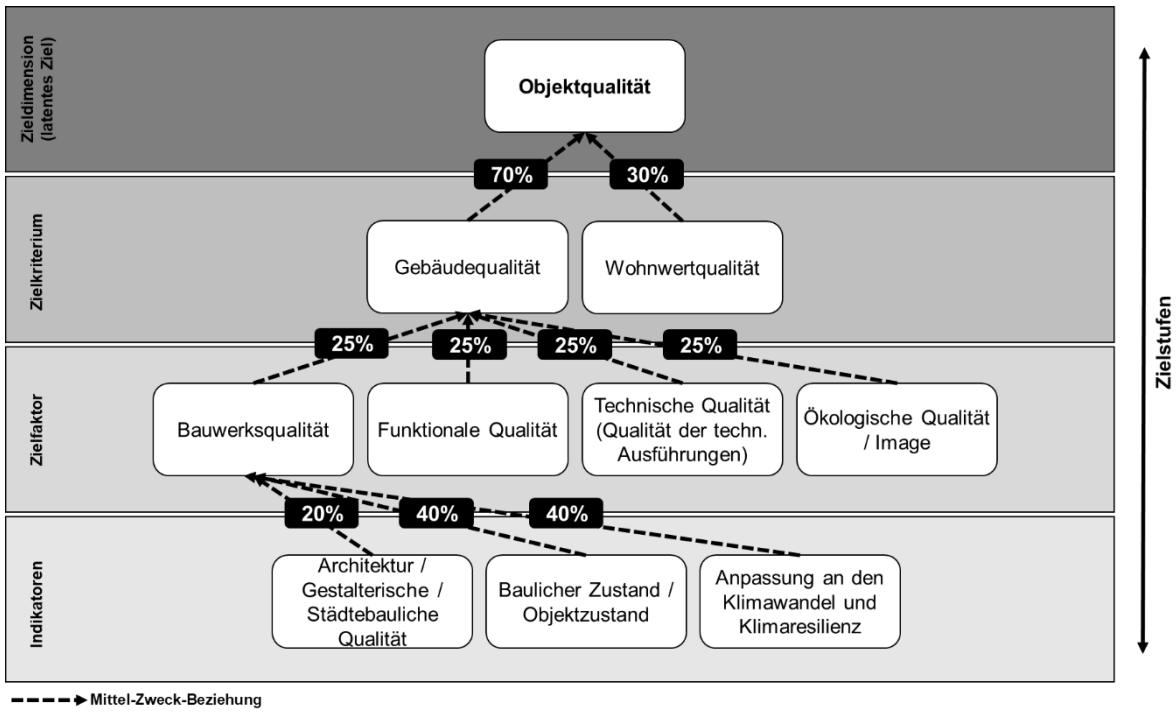 Zieldimension
(latentes Ziel)
Objektqualität
70%
30%
Zielkriterium
Gebäudequalität
Wohnwertqualität
25%
25%
25%
25%
Zielfaktor
Bauwerksqualität
Funktionale Qualität
Technische Qualität
(Qualität der techn.
Ausführungen)
Ökologische Qualität
/ Image
20%
40%
40%
Indikatoren
Architektur /
Gestalterische /
Städtebauliche
Qualität
Baulicher Zustand /
Objektzustand
Anpassung an den
Klimawandel und
Klimaresilienz
Zielstufen
Mittel-Zweck-Beziehung